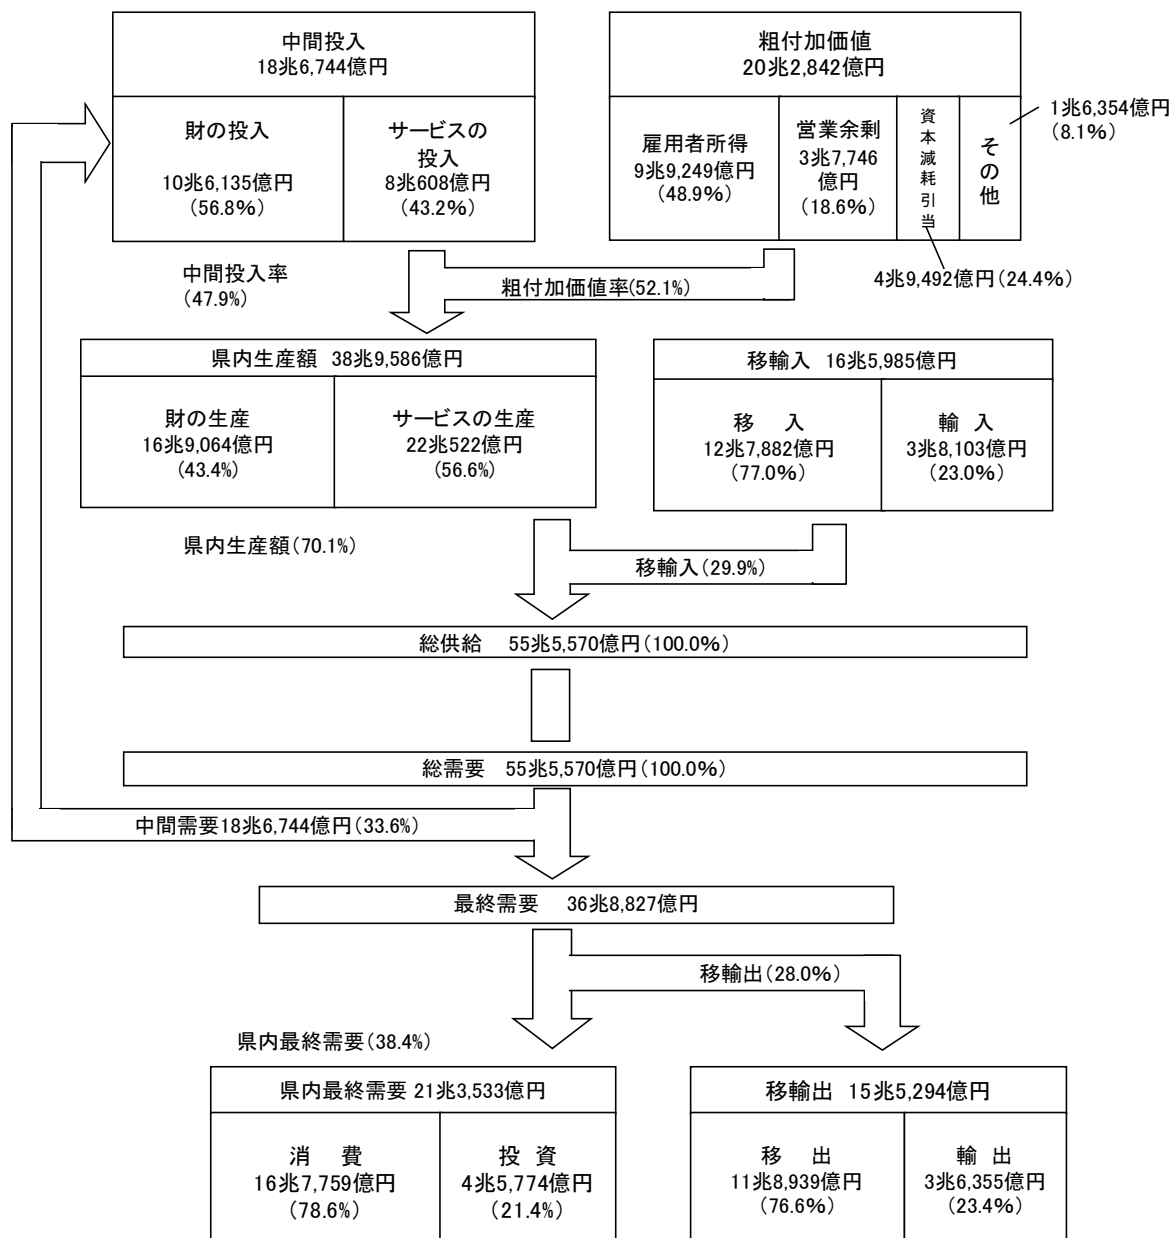 中間投入
18兆6,744億円
粗付加価値
20兆2,842億円
財の投入
10兆6,135億円
(56.8%)
サービスの
投入
8兆608億円
(43.2%)
雇用者所得
9兆9,249億円
(48.9%)
営業余剰
3兆7,746
億円
(18.6%)
資本減耗引当
その他
1兆6,354億円
(8.1%)
4兆9,492億円(24.4%)
中間投入率
(47.9%)
粗付加価値率(52.1%)
県内生産額 38兆9,586億円
移輸入 16兆5,985億円
財の生産
16兆9,064億円
(43.4%)
サービスの生産
22兆522億円
(56.6%)
移 入
12兆7,882億円
(77.0%)
輸 入
3兆8,103億円
(23.0%)
県内生産額(70.1%)
移輸入(29.9%)
総供給 55兆5,570億円(100.0%)
総需要 55兆5,570億円(100.0%)
中間需要18兆6,744億円(33.6%)
最終需要 36兆8,827億円
移輸出(28.0%)
県内最終需要(38.4%)
県内最終需要 21兆3,533億円
移輸出 15兆5,294億円
消 費
16兆7,759億円
(78.6%)
投 資
4兆5,774億円
(21.4%)
移 出
11兆8,939億円
(76.6%)
輸 出
3兆6,355億円
(23.4%)